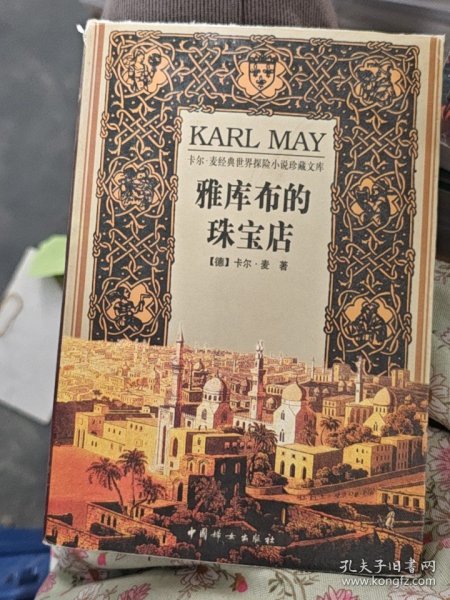 KARL MAY
卡尔·麦经典世界探险小说珍藏文库
雅库布的
珠宝店
【德】卡尔·麦 著
中国妇女出版社
孔夫子旧书网
www.kongfz.com